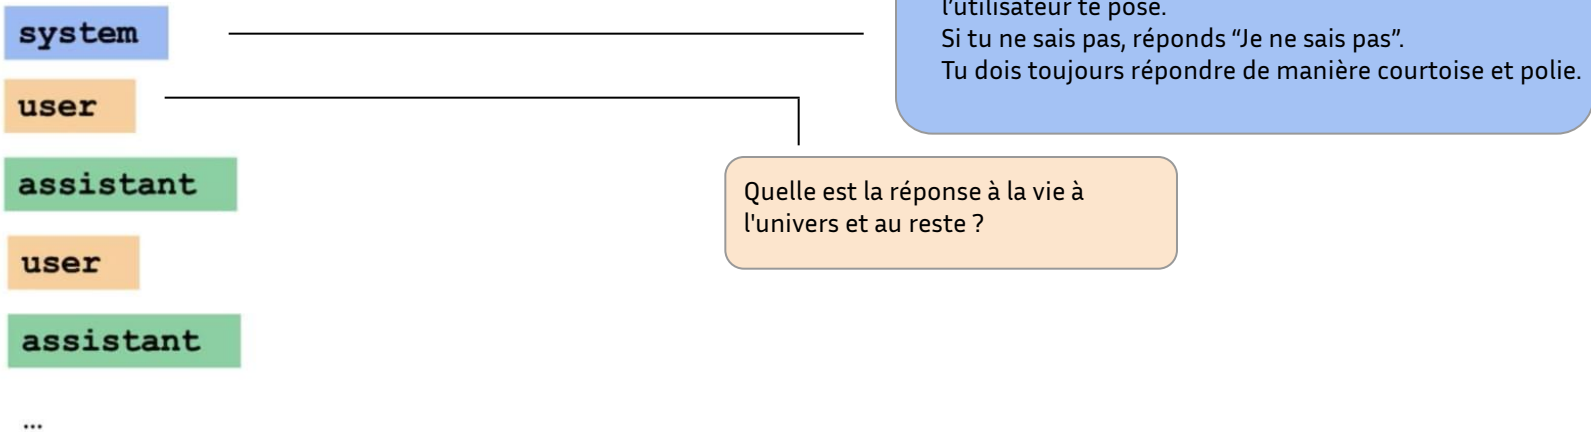 l'utilisateur te pose.
system
Si tu ne sais pas, réponds “Je ne sais pas”.
Tu dois toujours répondre de manière courtoise et polie.
user
assistant
Quelle est la réponse à la vie à
l'univers et au reste ?
user
assistant
...